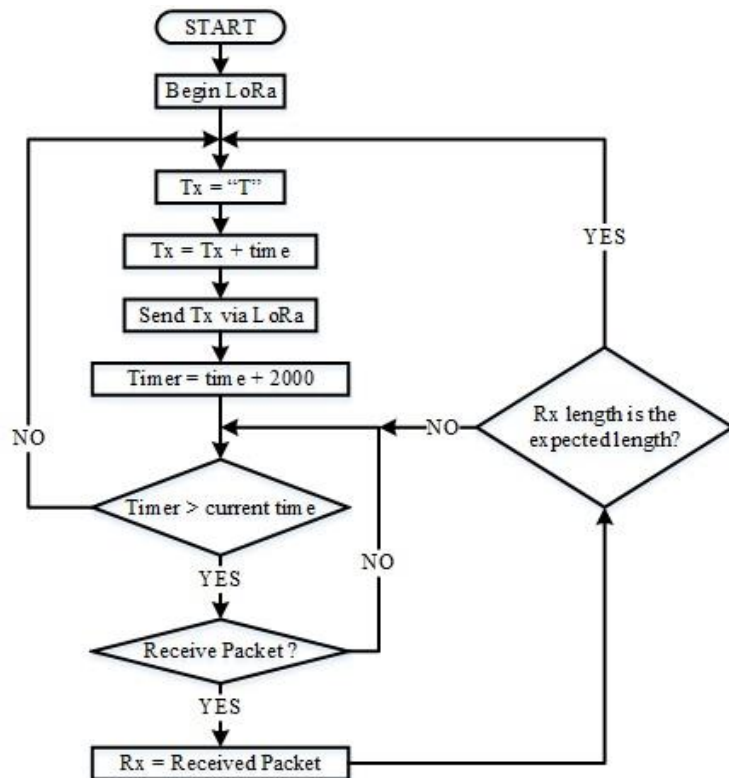 START
Begin LoRa
Tx = “T”
Tx = Tx + time
YES
Send Tx via LoRa
Timer = time + 2000
Rx length is the
expected length?
NO
NO
Timer > current time
YES
NO
Receive Packet ?
YES
Rx = Received Packet